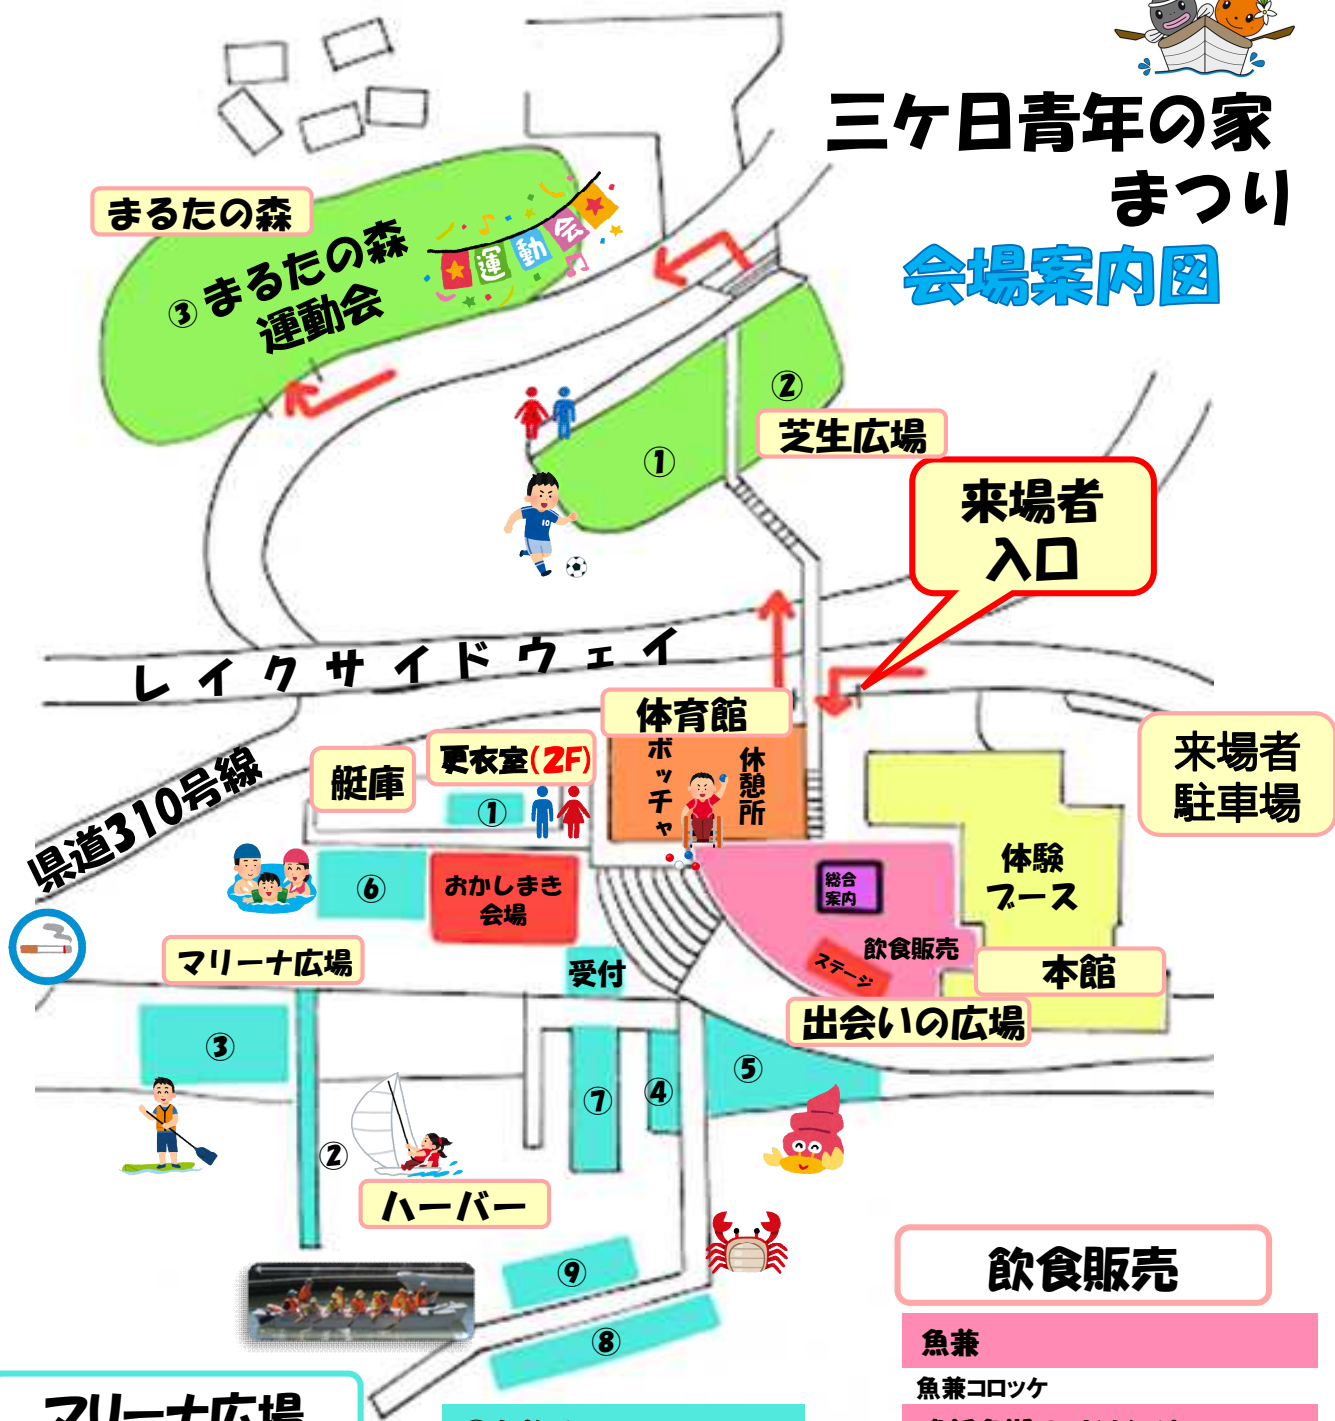 三ケ日青年の家
まつり
会場案内図
まるたの森
③まるたの森
運動会
運動会
②
芝生広場
①
10
来場者
入口
レイクサイドウェイ
体育館
ボッチャ
休憩所
更衣室(2F)
艇庫
①
県道310号線
来場者
駐車場
体験
ブース
総合
案内
⑥
おかしまき
会場
飲食販売
ステージ
マリーナ広場
受付
本館
出会いの広場
③
⑤
⑦
④
②
ハーバー
⑨
⑧
飲食販売
魚兼
魚兼コロッケ
マリーナ広場